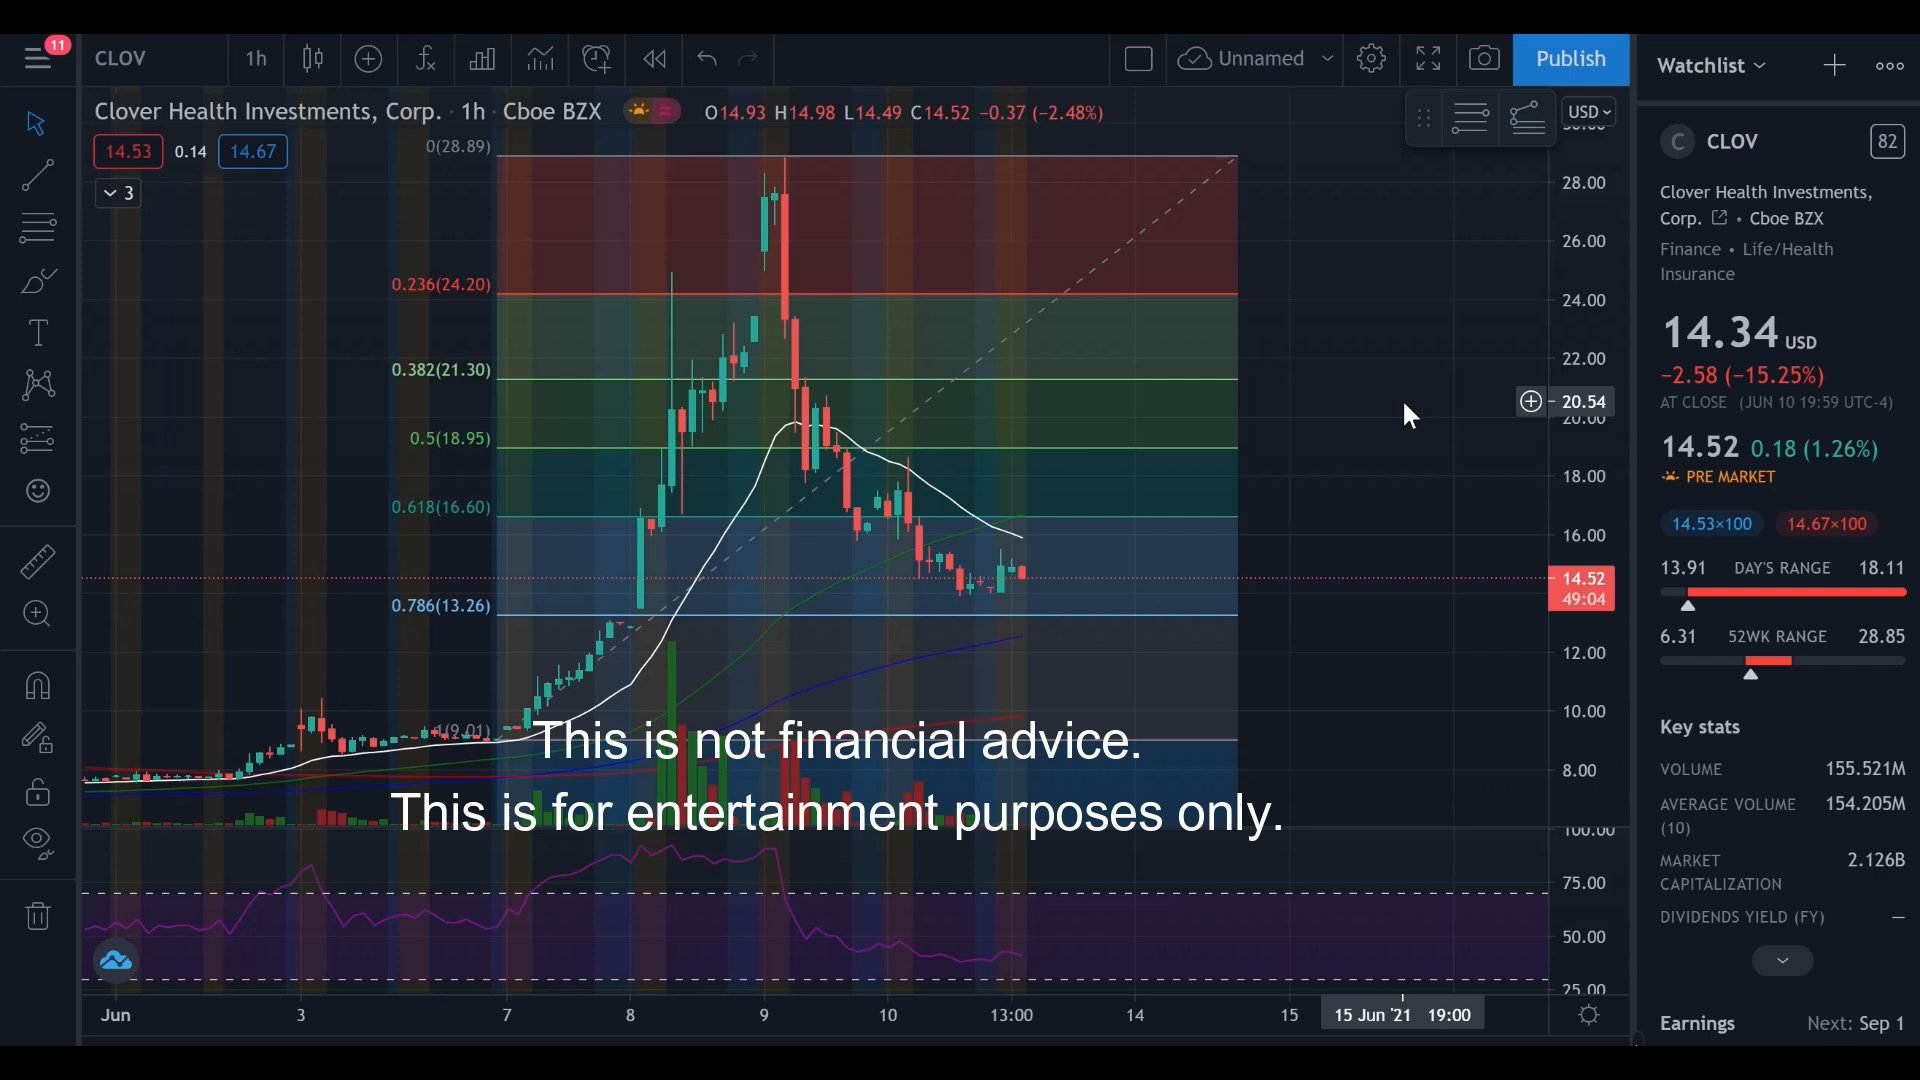 11
CLOV
1h
Unnamed
Publish
Watchlist
Clover Health Investments, Corp. · 1h · Cboe BZX
O14.93 H14.98 L14.49 C14.52 −0.37 (−2.48%)
USD
14.53 0.14 14.67
3
0(28.89)
0.236(24.20)
0.382(21.30)
0.5(18.95)
0.618(16.60)
0.786(13.26)
1(9.01)
28.00
26.00
24.00
22.00
20.54
20.00
18.00
16.00
14.52
49:04
12.00
10.00
8.00
100.00
75.00
50.00
25.00
This is not financial advice.
This is for entertainment purposes only.
Jun 3 7 8 9 10 13:00 14 15 15 Jun '21 19:00
C CLOV 82
Clover Health Investments,
Corp. • Cboe BZX
Finance • Life/Health
Insurance
14.34 USD
−2.58 (−15.25%)
AT CLOSE (JUN 10 19:59 UTC-4)
14.52 0.18 (1.26%)
PRE MARKET
14.53×100 14.67×100
13.91 DAY'S RANGE 18.11
6.31 52WK RANGE 28.85
Key stats
VOLUME 155.521M
AVERAGE VOLUME 154.205M
(10)
MARKET 2.126B
CAPITALIZATION
DIVIDENDS YIELD (FY) —
Earnings Next: Sep 1